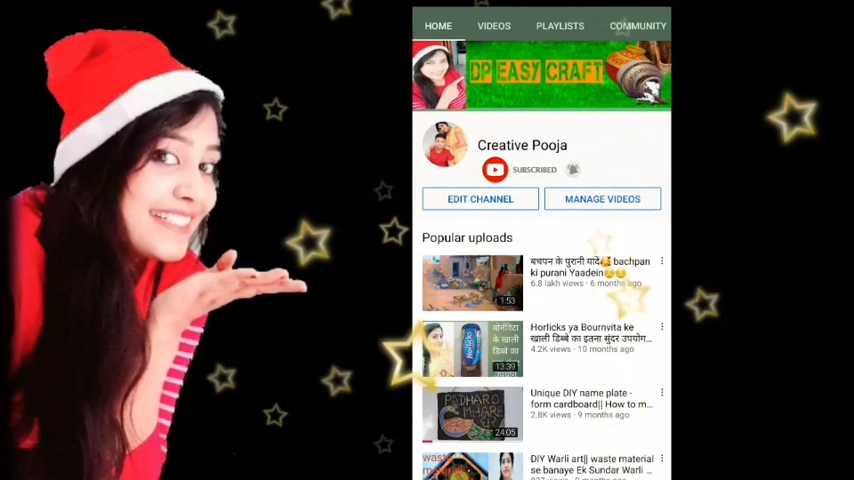 HOME VIDEOS PLAYLISTS COMMUNITY
DP EASY CRAFT
Creative Pooja
SUBSCRIBED
EDIT CHANNEL MANAGE VIDEOS
Popular uploads
बचपन के पुरानी यादें🥰 bachpan
ki purani Yaadein😌😌
6.8 lakh views · 6 months ago
1:53
Horlicks ya Bournvita ke
खाली डिब्बे का इतना सुंदर उपयोग...
4.2K views · 10 months ago
बोर्नविटा
के खाली
डिब्बे का
Horlicks
13:39
Unique DIY name plate -
form cardboard|| How to m...
2.8K views · 9 months ago
PADHARO
MHARE
24:05
DIY Warli art|| waste material
se banaye Ek Sundar Warli ...
waste